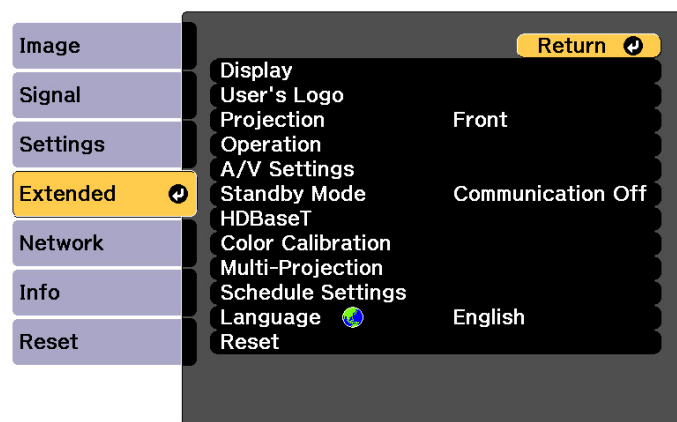 Image
Signal
Settings
Extended
Network
Info
Reset
Return
Display
User's Logo
Projection Front
Operation
A/V Settings
Standby Mode Communication Off
HDBaseT
Color Calibration
Multi-Projection
Schedule Settings
Language English
Reset